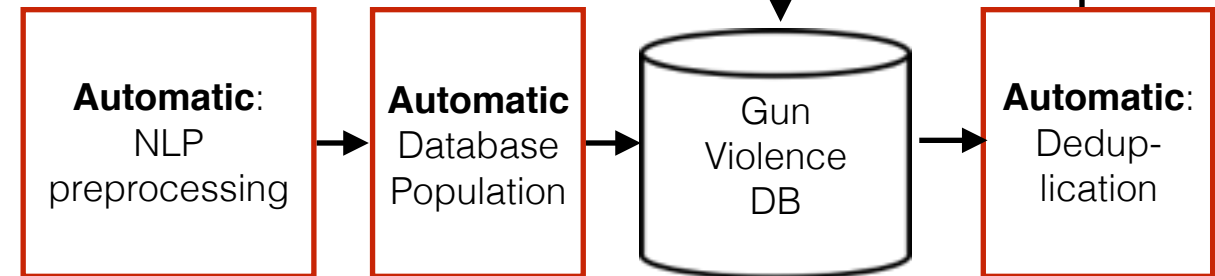 Automatic:
NLP
preprocessing
Automatic
Database
Population
Gun
Violence
DB
Automatic:
Dedup-
lication